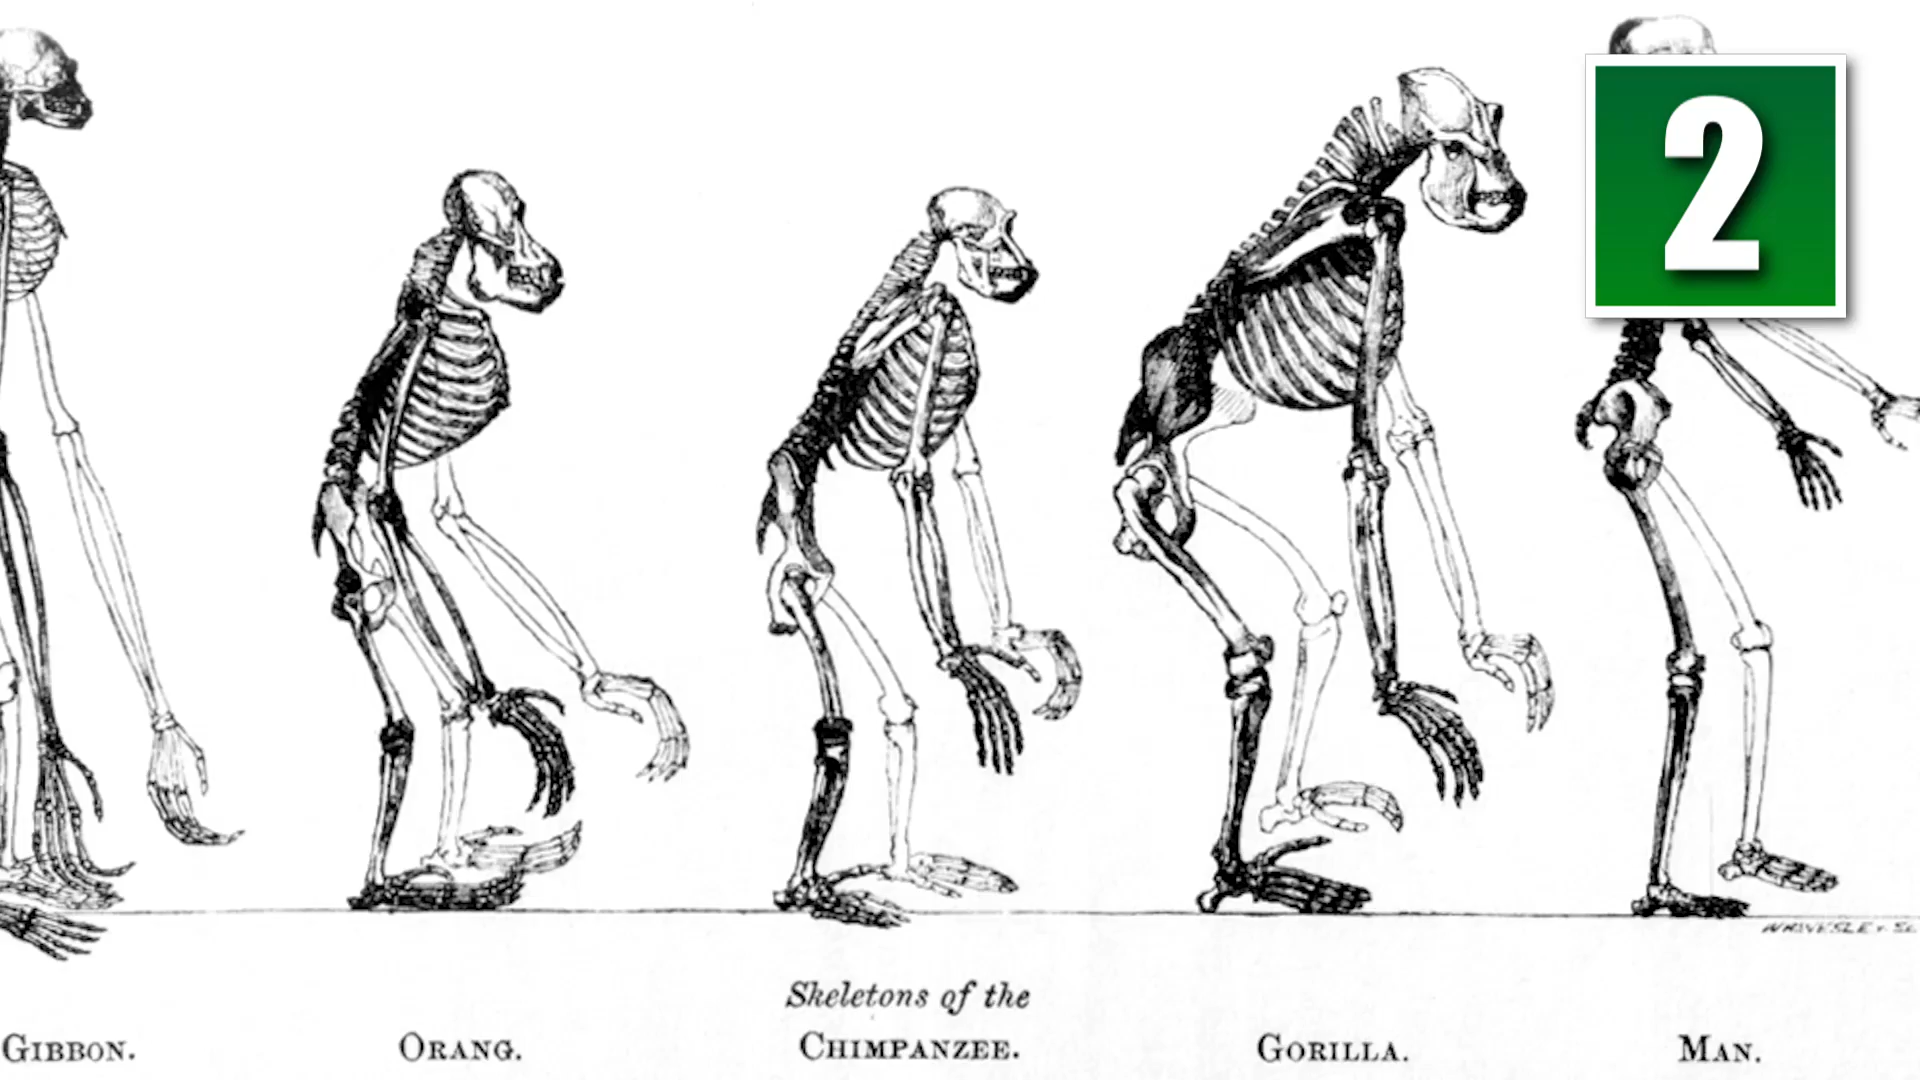 2
Skeletons of the
GIBBON. ORANG. CHIMPANZEE. GORILLA. MAN.